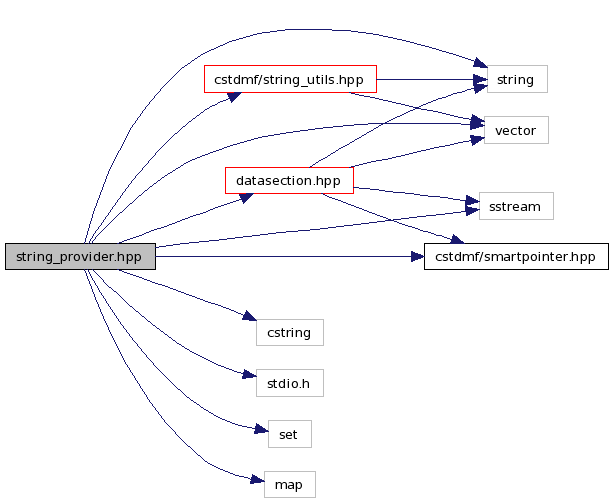 string
cstdmf/string_utils.hpp
vector
datasection.hpp
sstream
string_provider.hpp
cstdmf/smartpointer.hpp
cstring
stdio.h
set
map